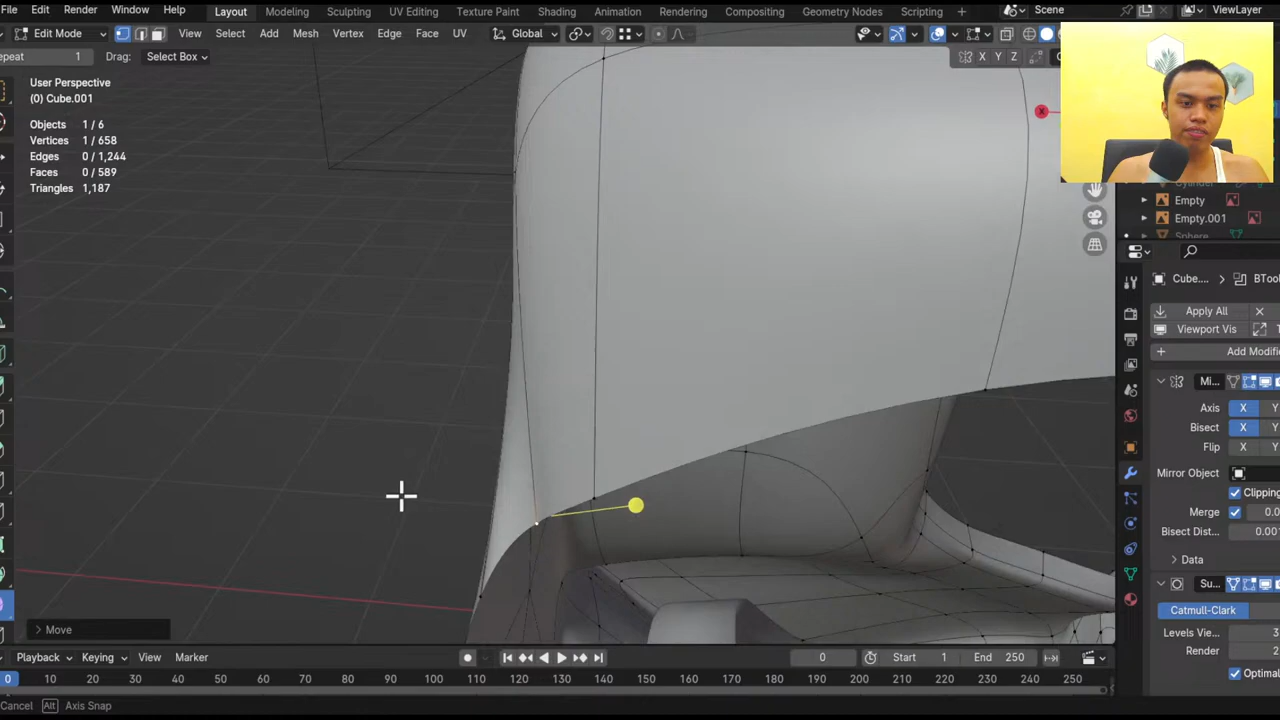 File Edit Render Window Help Layout Modeling Sculpting UV Editing Texture Paint Shading Animation Rendering Compositing Geometry Nodes Scripting Scene ViewLayer
Edit Mode View Select Add Mesh Vertex Edge Face UV Global
epeat 1 Drag: Select Box X Y Z
User Perspective
(0) Cube.001
Objects 1 / 6
Vertices 1 / 658
Edges 0 / 1,244
Faces 0 / 589
Triangles 1,187
Empty
Empty.001
Sphere
Cube.... BTool
Apply All
Viewport Vis
Add Modifi
Mi...
Axis X Y
Bisect X Y
Flip X Y
Mirror Object
Clipping
Merge 0.0
Bisect Dist... 0.001
Data
Su...
Catmull-Clark
Levels Vie... 3
Render 2
Optimal
Move
Playback Keying View Marker 0 Start 1 End 250
0 10 20 30 40 50 60 70 80 90 100 110 120 130 140 150 160 170 180 190 200 210 220 230 240 250
Cancel Alt Axis Snap